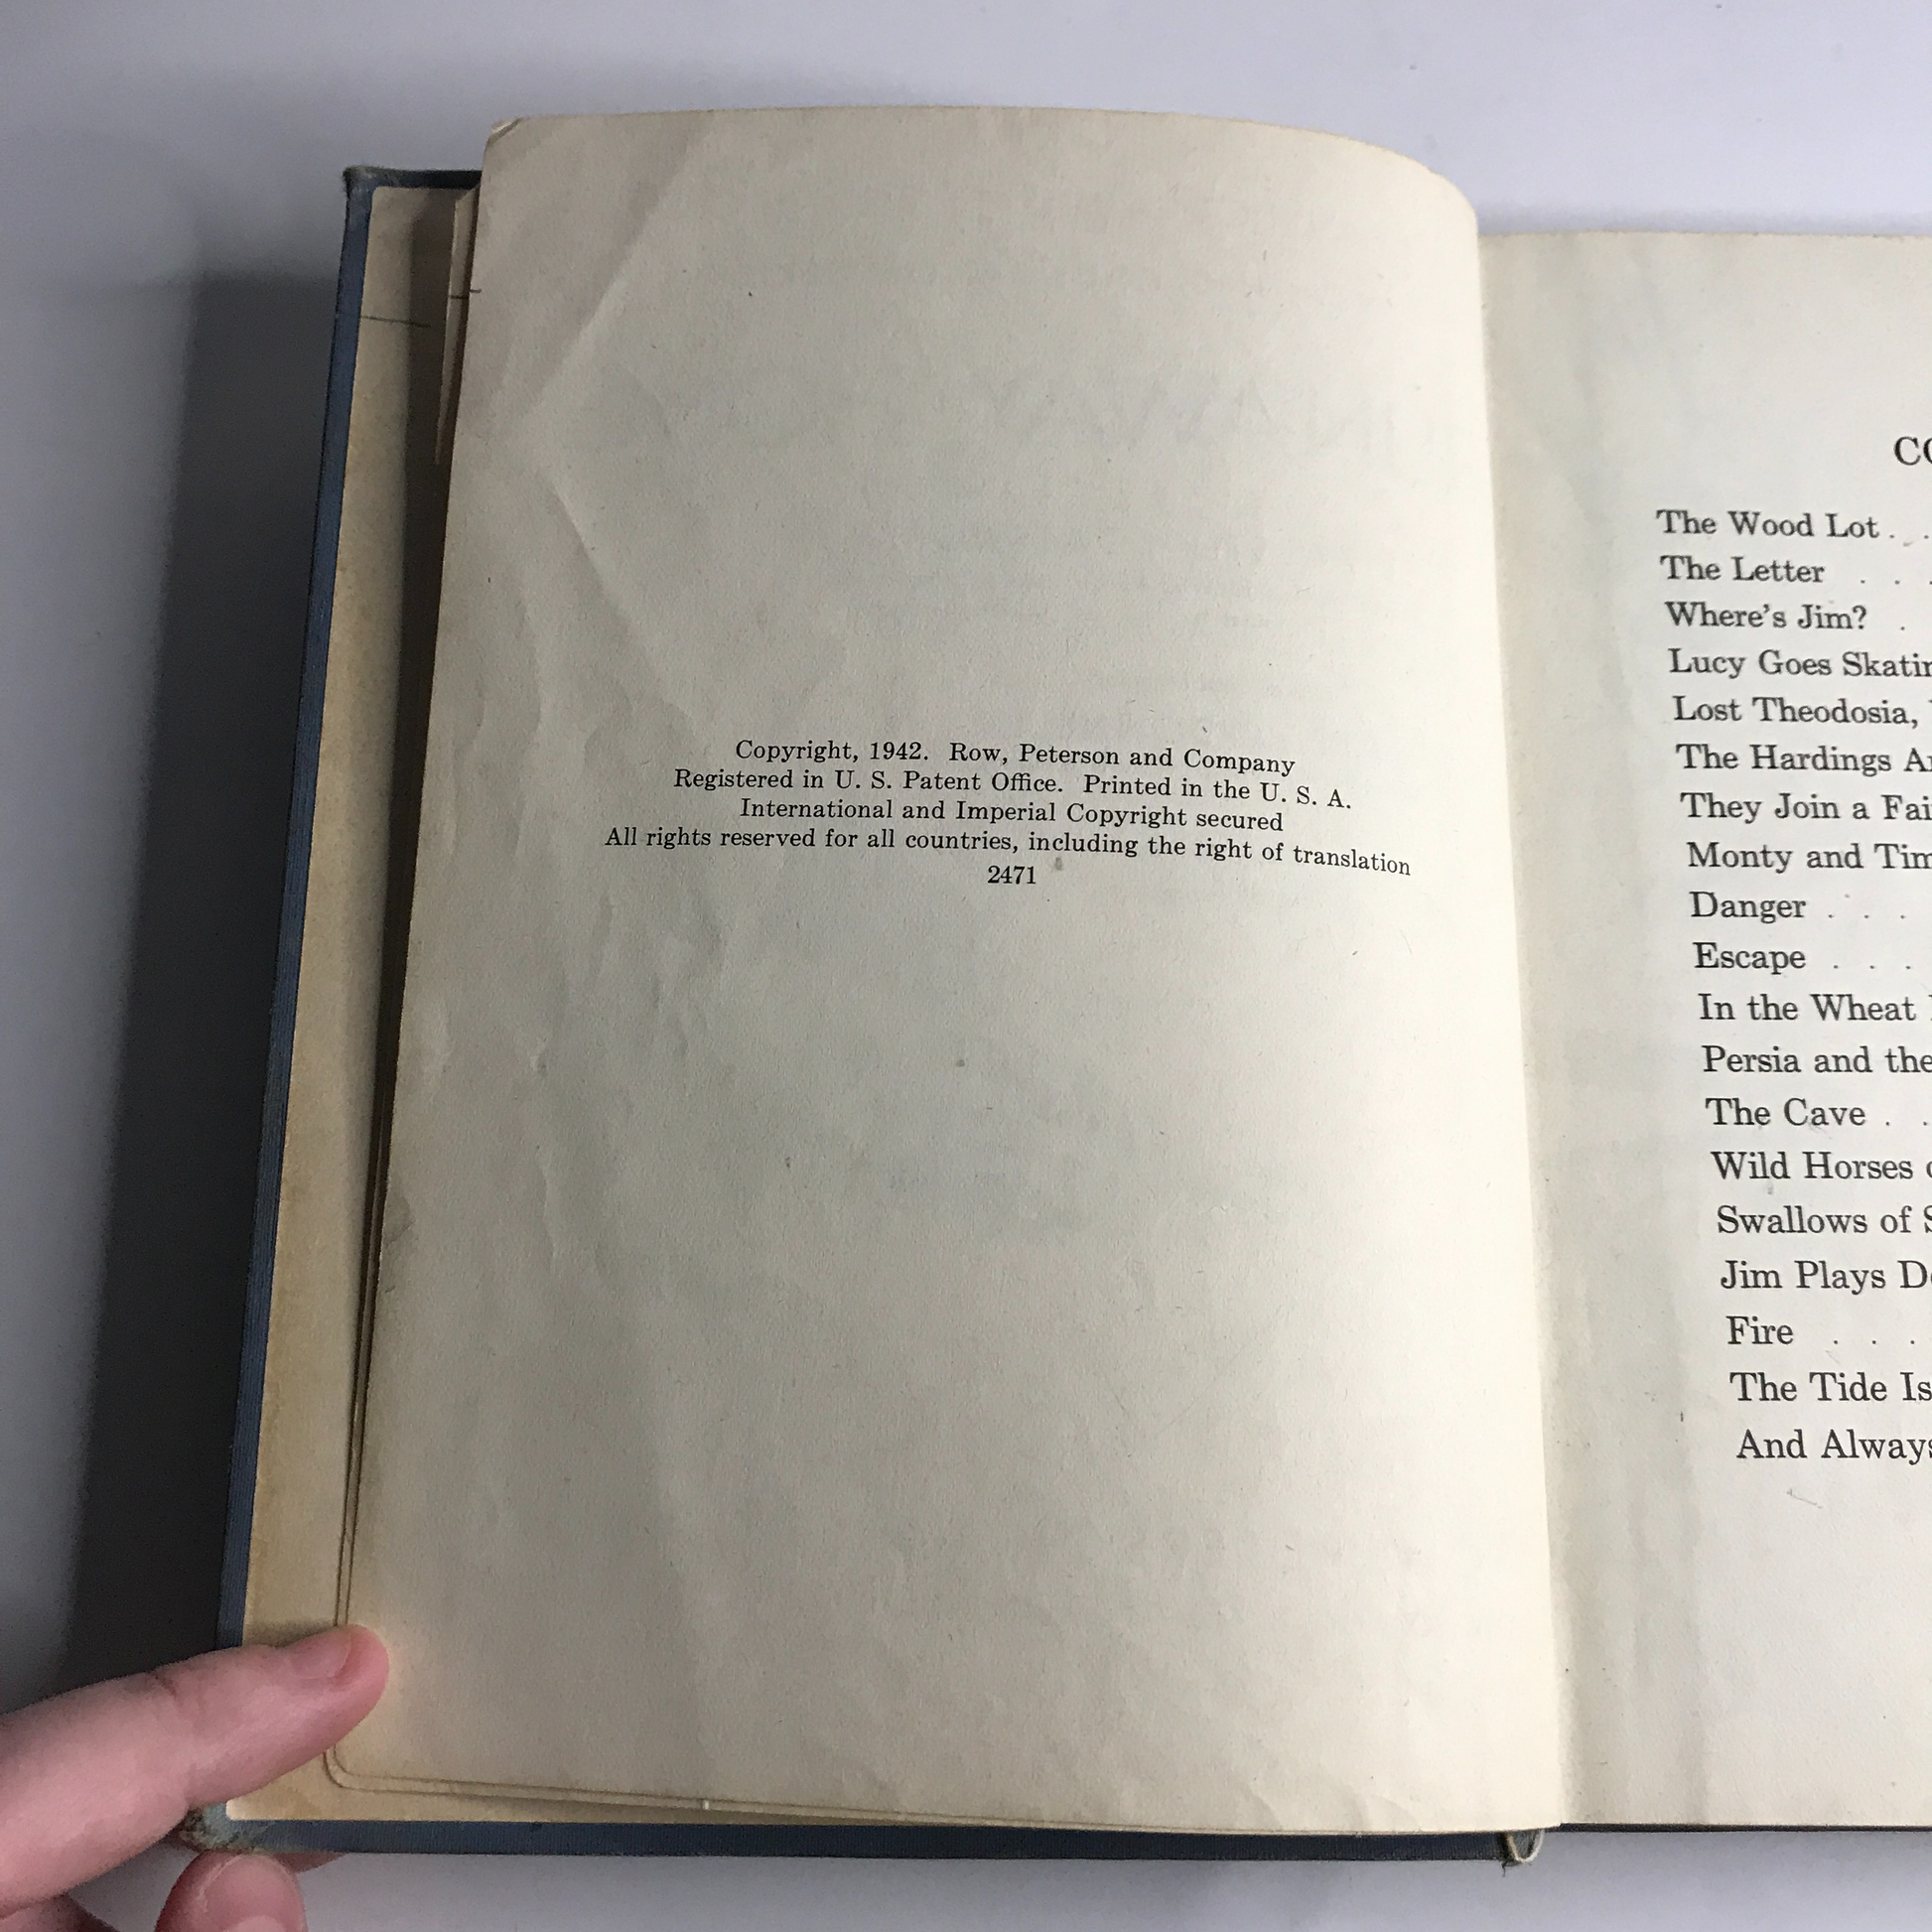 Copyright, 1942. Row, Peterson and Company
Registered in U. S. Patent Office. Printed in the U. S. A.
International and Imperial Copyright secured
All rights reserved for all countries, including the right of translation
2471
The Wood Lot . .
The Letter . . .
Where's Jim? .
Lucy Goes
Lost Theodosia,
The Hardings
They Join a
Monty and
Danger . . .
Escape . . .
In the Wheat
Persia and the
The Cave . .
Wild Horses
Swallows of
Jim Plays
Fire . . .
The Tide
And